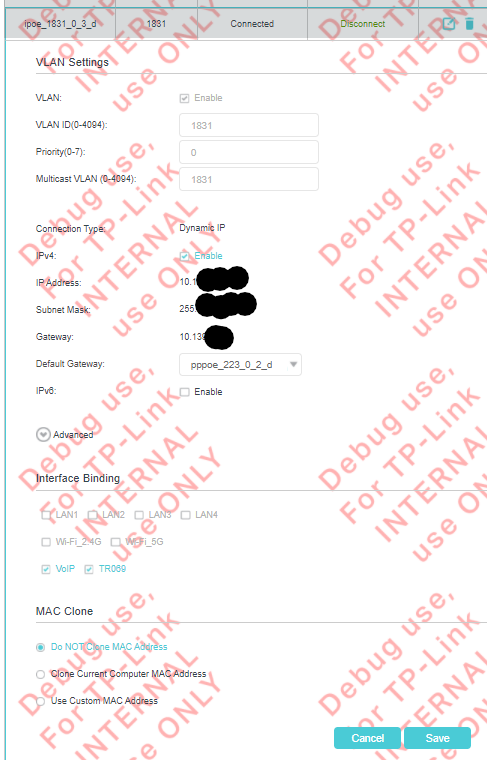 ipoe_1831_0_3_d 1831 Connected Disconnect
VLAN Settings
VLAN: Enable
VLAN ID(0-4094): 1831
Priority(0-7): 0
Multicast VLAN (0-4094): 1831
Connection Type: Dynamic IP
IPv4: Enable
IP Address: 10.1
Subnet Mask: 255.
Gateway: 10.139
Default Gateway: pppoe_223_0_2_d
IPv6: Enable
Advanced
Interface Binding
LAN1 LAN2 LAN3 LAN4
Wi-Fi_2.4G Wi-Fi_5G
VoIP TR069
MAC Clone
Do NOT Clone MAC Address
Clone Current Computer MAC Address
Use Custom MAC Address
Cancel Save
Debug use,
For TP-Link
INTERNAL
use ONLY
Debug use,
For TP-Link
INTERNAL
use ONLY
Debug use,
For TP-Link
INTERNAL
use ONLY
Debug use,
For TP-Link
INTERNAL
use ONLY
Debug use,
For TP-Link
INTERNAL
use ONLY
Debug use,
For TP-Link
INTERNAL
use ONLY